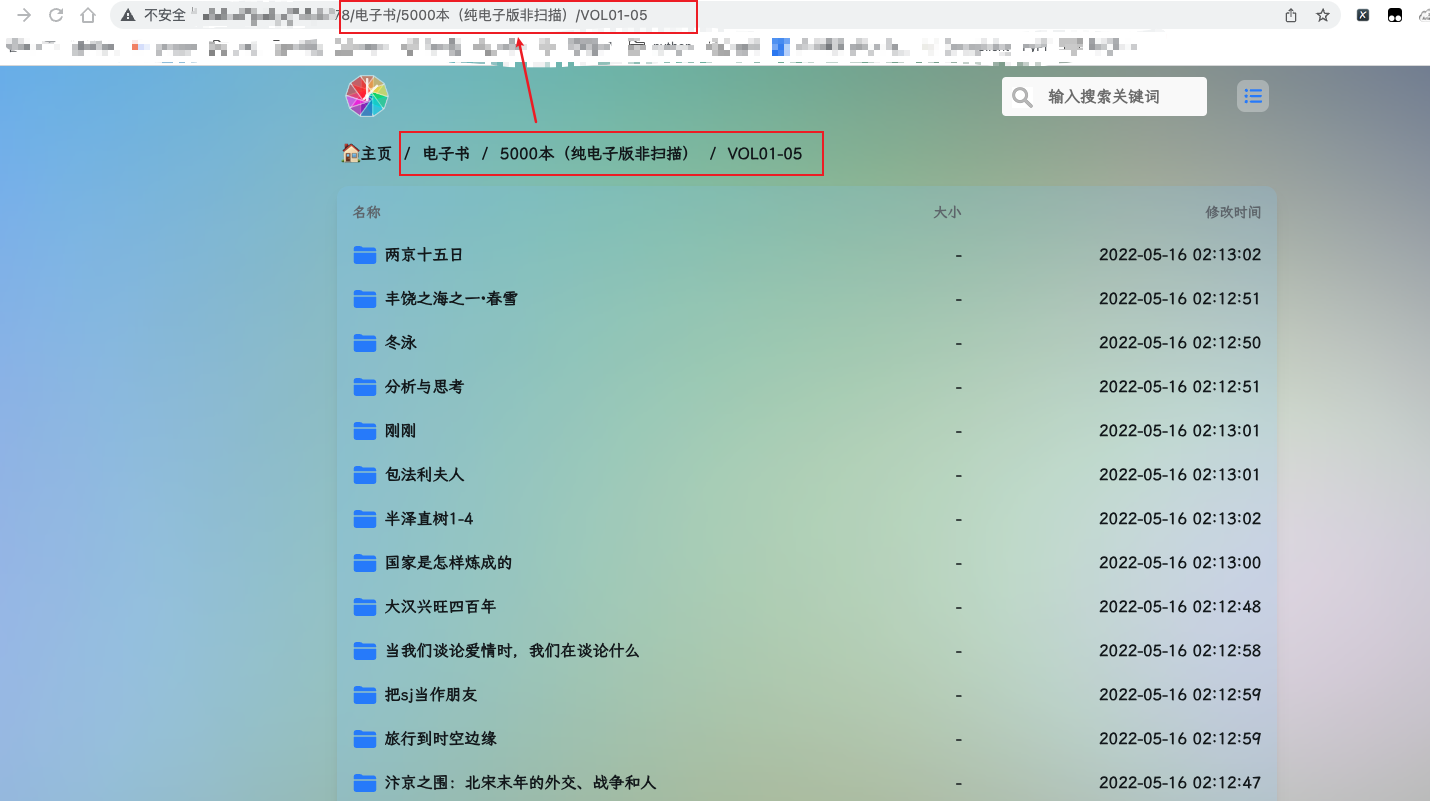 不安全 78/电子书/5000本（纯电子版非扫描）/VOL01-05
输入搜索关键词
🏠主页 / 电子书 / 5000本（纯电子版非扫描） / VOL01-05
名称 大小 修改时间
两京十五日 - 2022-05-16 02:13:02
丰饶之海之一•春雪 - 2022-05-16 02:12:51
冬泳 - 2022-05-16 02:12:50
分析与思考 - 2022-05-16 02:12:51
刚刚 - 2022-05-16 02:13:01
包法利夫人 - 2022-05-16 02:13:01
半泽直树1-4 - 2022-05-16 02:13:02
国家是怎样炼成的 - 2022-05-16 02:13:00
大汉兴旺四百年 - 2022-05-16 02:12:48
当我们谈论爱情时，我们在谈论什么 - 2022-05-16 02:12:58
把sj当作朋友 - 2022-05-16 02:12:59
旅行到时空边缘 - 2022-05-16 02:12:59
汴京之围：北宋末年的外交、战争和人 - 2022-05-16 02:12:47